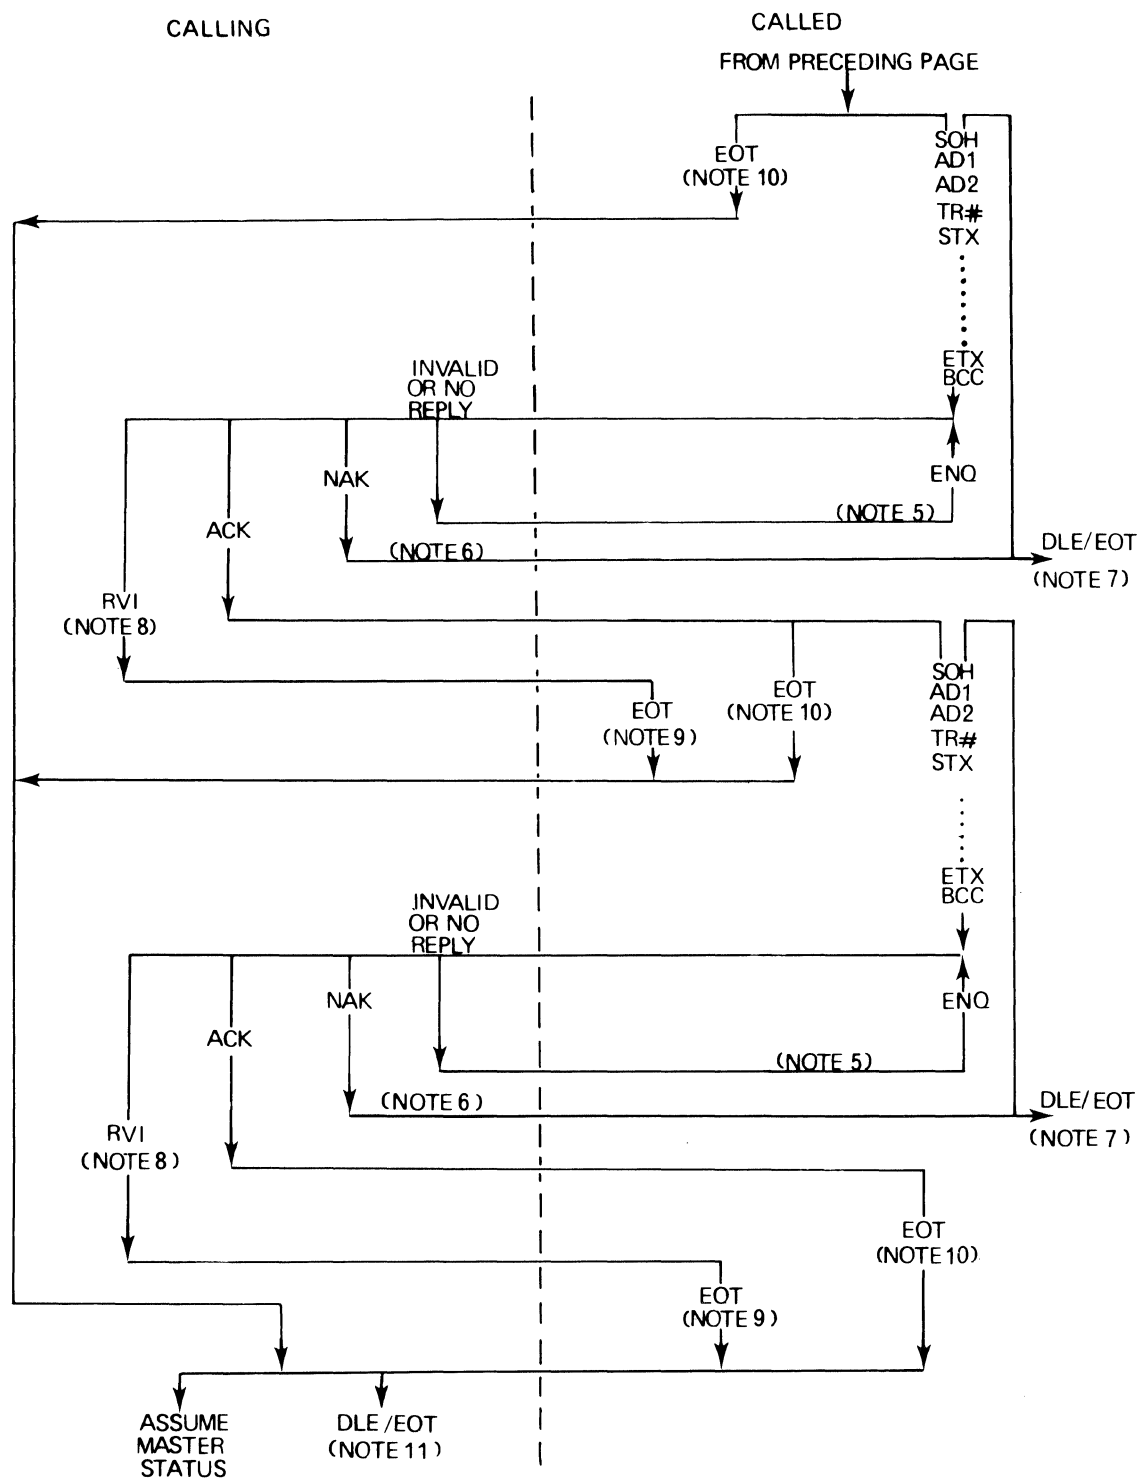 CALLING
CALLED
FROM PRECEDING PAGE
EOT
(NOTE 10)
SOH
AD1
AD2
TR#
STX
ETX
BCC
INVALID
OR NO
REPLY
NAK
ENQ
ACK
(NOTE 5)
(NOTE 6)
DLE/EOT
(NOTE 7)
RVI
(NOTE 8)
EOT
(NOTE 9)
EOT
(NOTE 10)
SOH
AD1
AD2
TR#
STX
ETX
BCC
INVALID
OR NO
REPLY
NAK
ENQ
ACK
(NOTE 5)
(NOTE 6)
DLE/EOT
(NOTE 7)
RVI
(NOTE 8)
EOT
(NOTE 10)
EOT
(NOTE 9)
ASSUME
MASTER
STATUS
DLE/EOT
(NOTE 11)